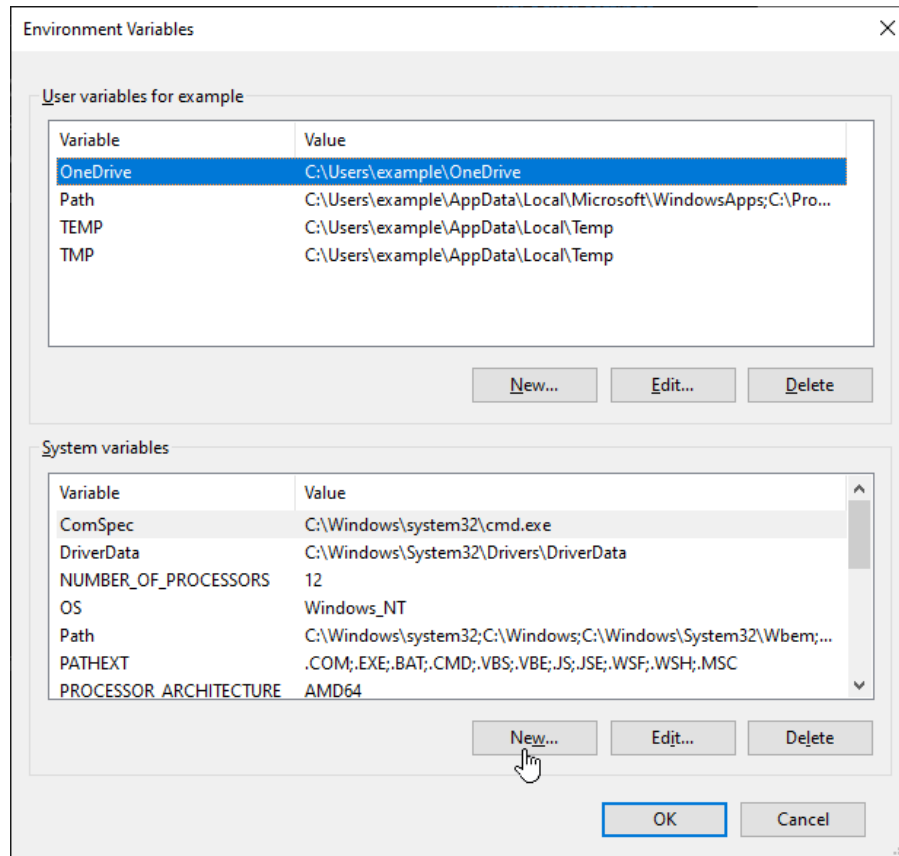 Environment Variables
User variables for example
Variable Value
OneDrive C:\Users\example\OneDrive
Path C:\Users\example\AppData\Local\Microsoft\WindowsApps;C:\Pro...
TEMP C:\Users\example\AppData\Local\Temp
TMP C:\Users\example\AppData\Local\Temp
New... Edit... Delete
System variables
Variable Value
ComSpec C:\Windows\system32\cmd.exe
DriverData C:\Windows\System32\Drivers\DriverData
NUMBER_OF_PROCESSORS 12
OS Windows_NT
Path C:\Windows\system32;C:\Windows;C:\Windows\System32\Wbem;...
PATHEXT .COM;.EXE;.BAT;.CMD;.VBS;.VBE;.JS;.JSE;.WSF;.WSH;.MSC
PROCESSOR_ARCHITECTURE AMD64
New... Edit... Delete
OK Cancel